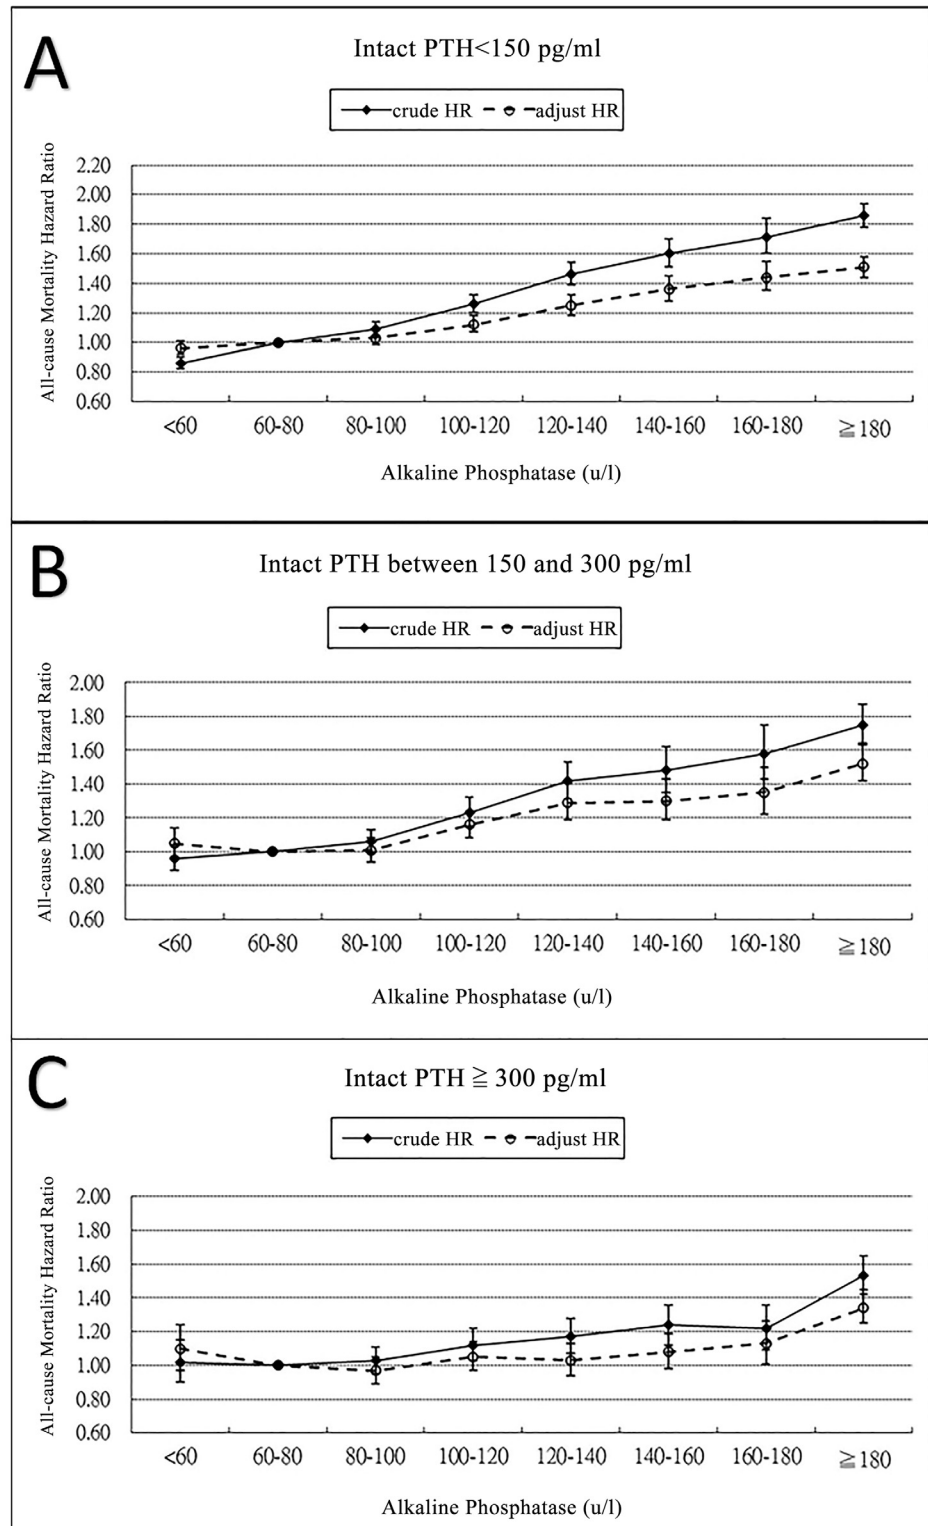 A
Intact PTH<150 pg/ml
crude HR adjust HR
All-cause Mortality Hazard Ratio
2.20
2.00
1.80
1.60
1.40
1.20
1.00
0.80
0.60
<60 60-80 80-100 100-120 120-140 140-160 160-180 ≧180
Alkaline Phosphatase (u/l)
B
Intact PTH between 150 and 300 pg/ml
crude HR adjust HR
All-cause Mortality Hazard Ratio
2.00
1.80
1.60
1.40
1.20
1.00
0.80
0.60
<60 60-80 80-100 100-120 120-140 140-160 160-180 ≧180
Alkaline Phosphatase (u/l)
C
Intact PTH ≧ 300 pg/ml
crude HR adjust HR
All-cause Mortality Hazard Ratio
2.00
1.80
1.60
1.40
1.20
1.00
0.80
0.60
<60 60-80 80-100 100-120 120-140 140-160 160-180 ≧180
Alkaline Phosphatase (u/l)